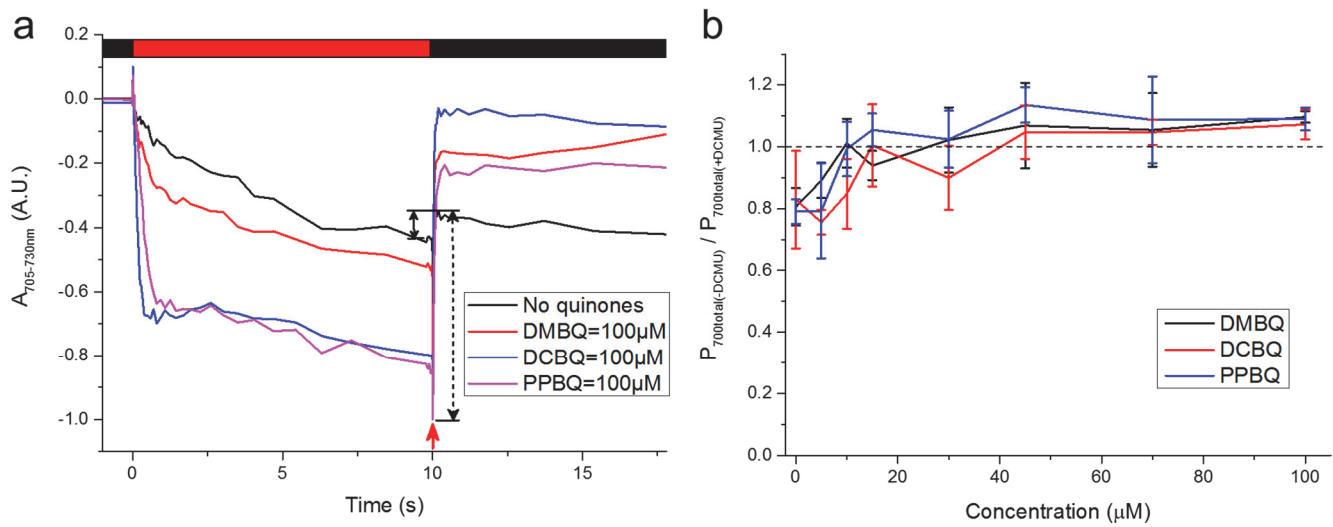 a
0.2
0.0
-0.2
-0.4
-0.6
-0.8
-1.0
A705-730nm (A.U.)
No quinones
DMBQ=100μM
DCBQ=100μM
PPBQ=100μM
0
5
10
15
Time (s)
b
1.2
1.0
0.8
0.6
0.4
0.2
0.0
P700total(-DCMU) / P700total(+DCMU)
DMBQ
DCBQ
PPBQ
0
20
40
60
80
100
Concentration (μM)